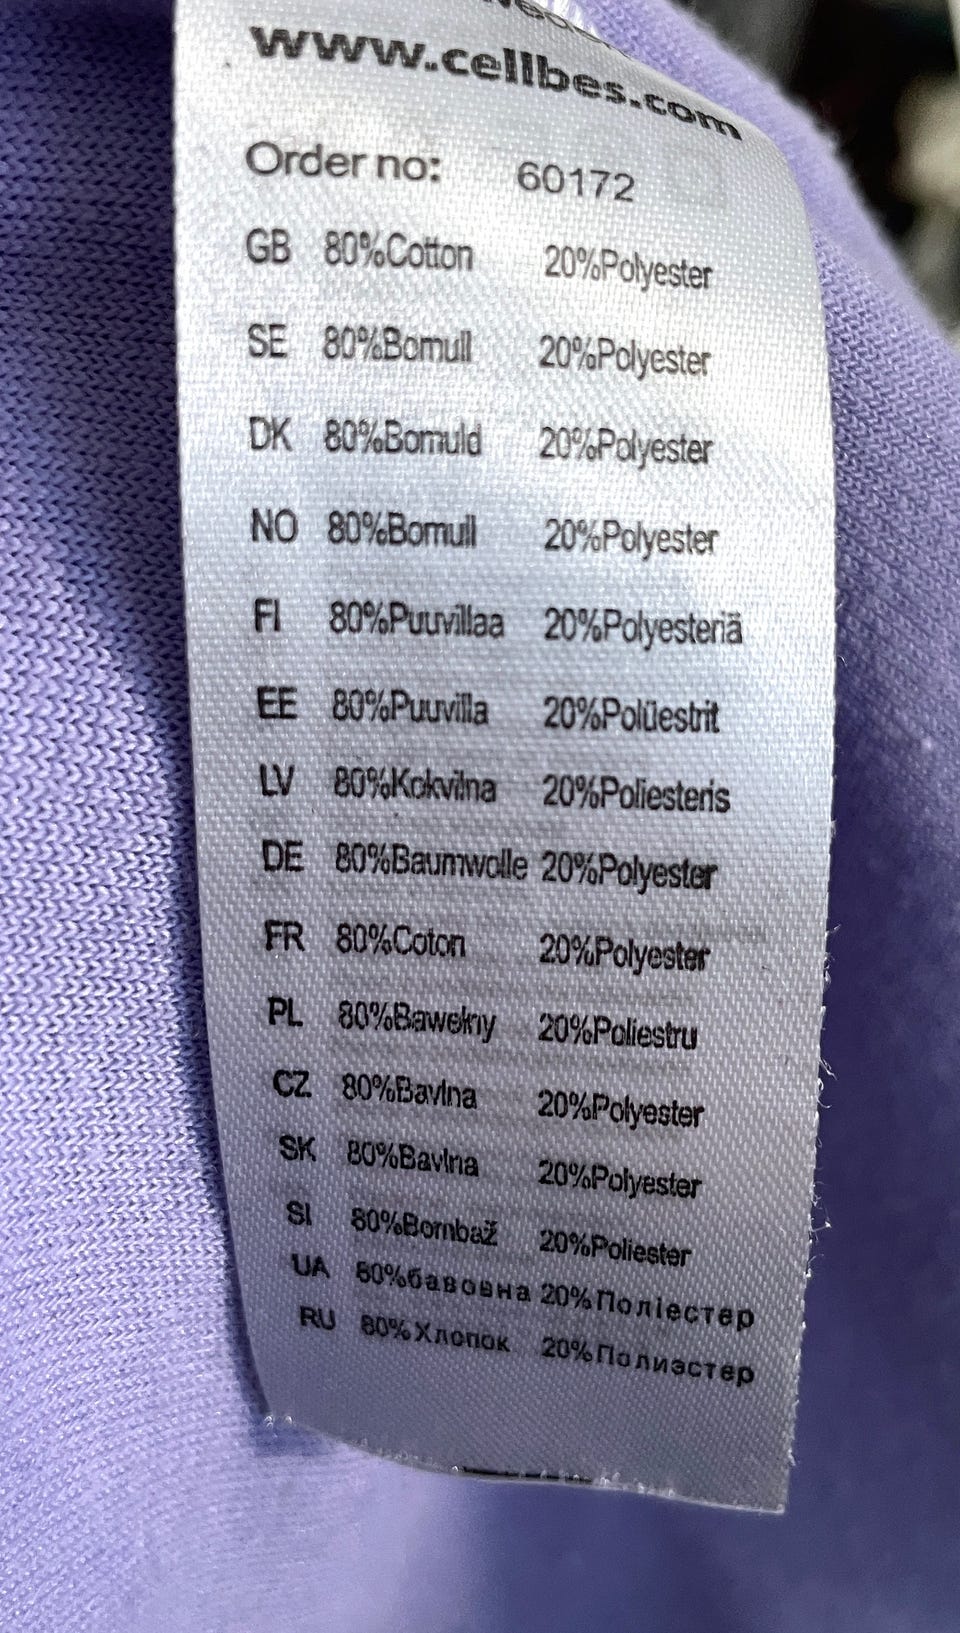 www.cellbes.com
Order no: 60172
GB 80%Cotton 20%Polyester
SE 80%Bomull 20%Polyester
DK 80%Bomuld 20%Polyester
NO 80%Bomull 20%Polyester
FI 80%Puuvillaa 20%Polyesteriä
EE 80%Puuvilla 20%Polüestrit
LV 80%Kokvilna 20%Poliesteris
DE 80%Baumwolle 20%Polyester
FR 80%Coton 20%Polyester
PL 80%Bawełny 20%Poliestru
CZ 80%Bavlna 20%Polyester
SK 80%Bavlna 20%Polyester
SI 80%Bombaž 20%Poliester
UA 80%бавовна 20%Поліестер
RU 80%Хлопок 20%Полиэстер